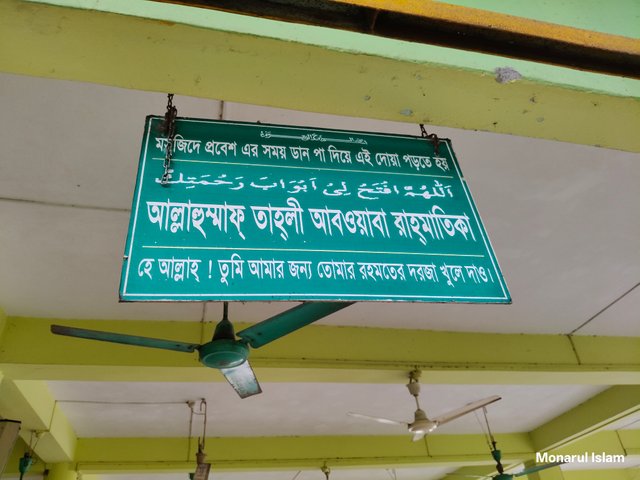 মসজিদে প্রবেশ এর সময় ডান পা দিয়ে এই দোয়া পড়তে হয়
اَللّٰهُمَّ افْتَحْ لِىْ اَبْوَابَ رَحْمَتِكَ
আল্লাহুম্মাফ্ তাহ্‌লী আবওয়াবা রাহ্‌মাতিকা
হে আল্লাহ্ ! তুমি আমার জন্য তোমার রহমতের দরজা খুলে দাও।
Monarul Islam